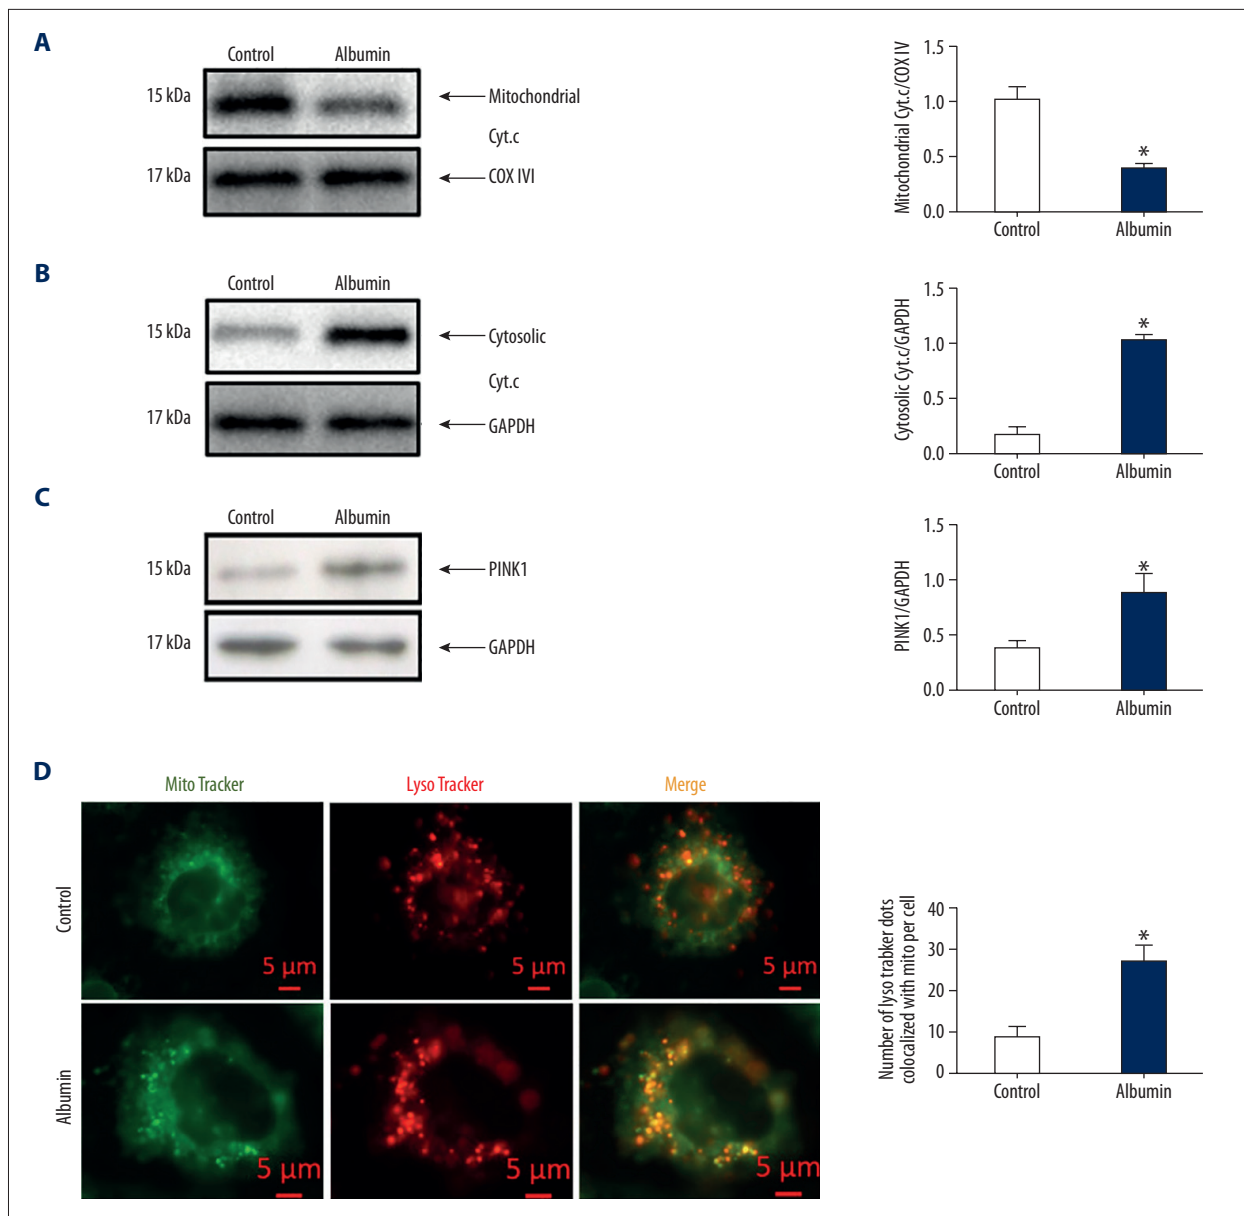 A
Control Albumin
15 kDa
Mitochondrial
Cyt.c
17 kDa
COX IVI
Mitochondrial Cyt.c/COX IV
1.5
1.0
0.5
0.0
*
Control Albumin
B
Control Albumin
15 kDa
Cytosolic
Cyt.c
17 kDa
GAPDH
Cytosolic Cyt.c/GAPDH
1.5
1.0
0.5
0.0
*
Control Albumin
C
Control Albumin
15 kDa
PINK1
17 kDa
GAPDH
PINK1/GAPDH
1.5
1.0
0.5
0.0
*
Control Albumin
D
Mito Tracker Lyso Tracker Merge
Control
5 µm 5 µm 5 µm
Albumin
5 µm 5 µm 5 µm
Number of lyso trabker dots
colocalized with mito per cell
40
30
20
10
0
*
Control Albumin